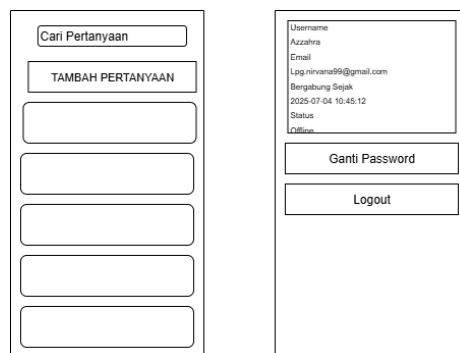 Cari Pertanyaan
TAMBAH PERTANYAAN
Username
Azzahra
Email
Lpg.nirvana99@gmail.com
Bergabung Sejak
2025-07-04 10:45:12
Status
Offline
Ganti Password
Logout